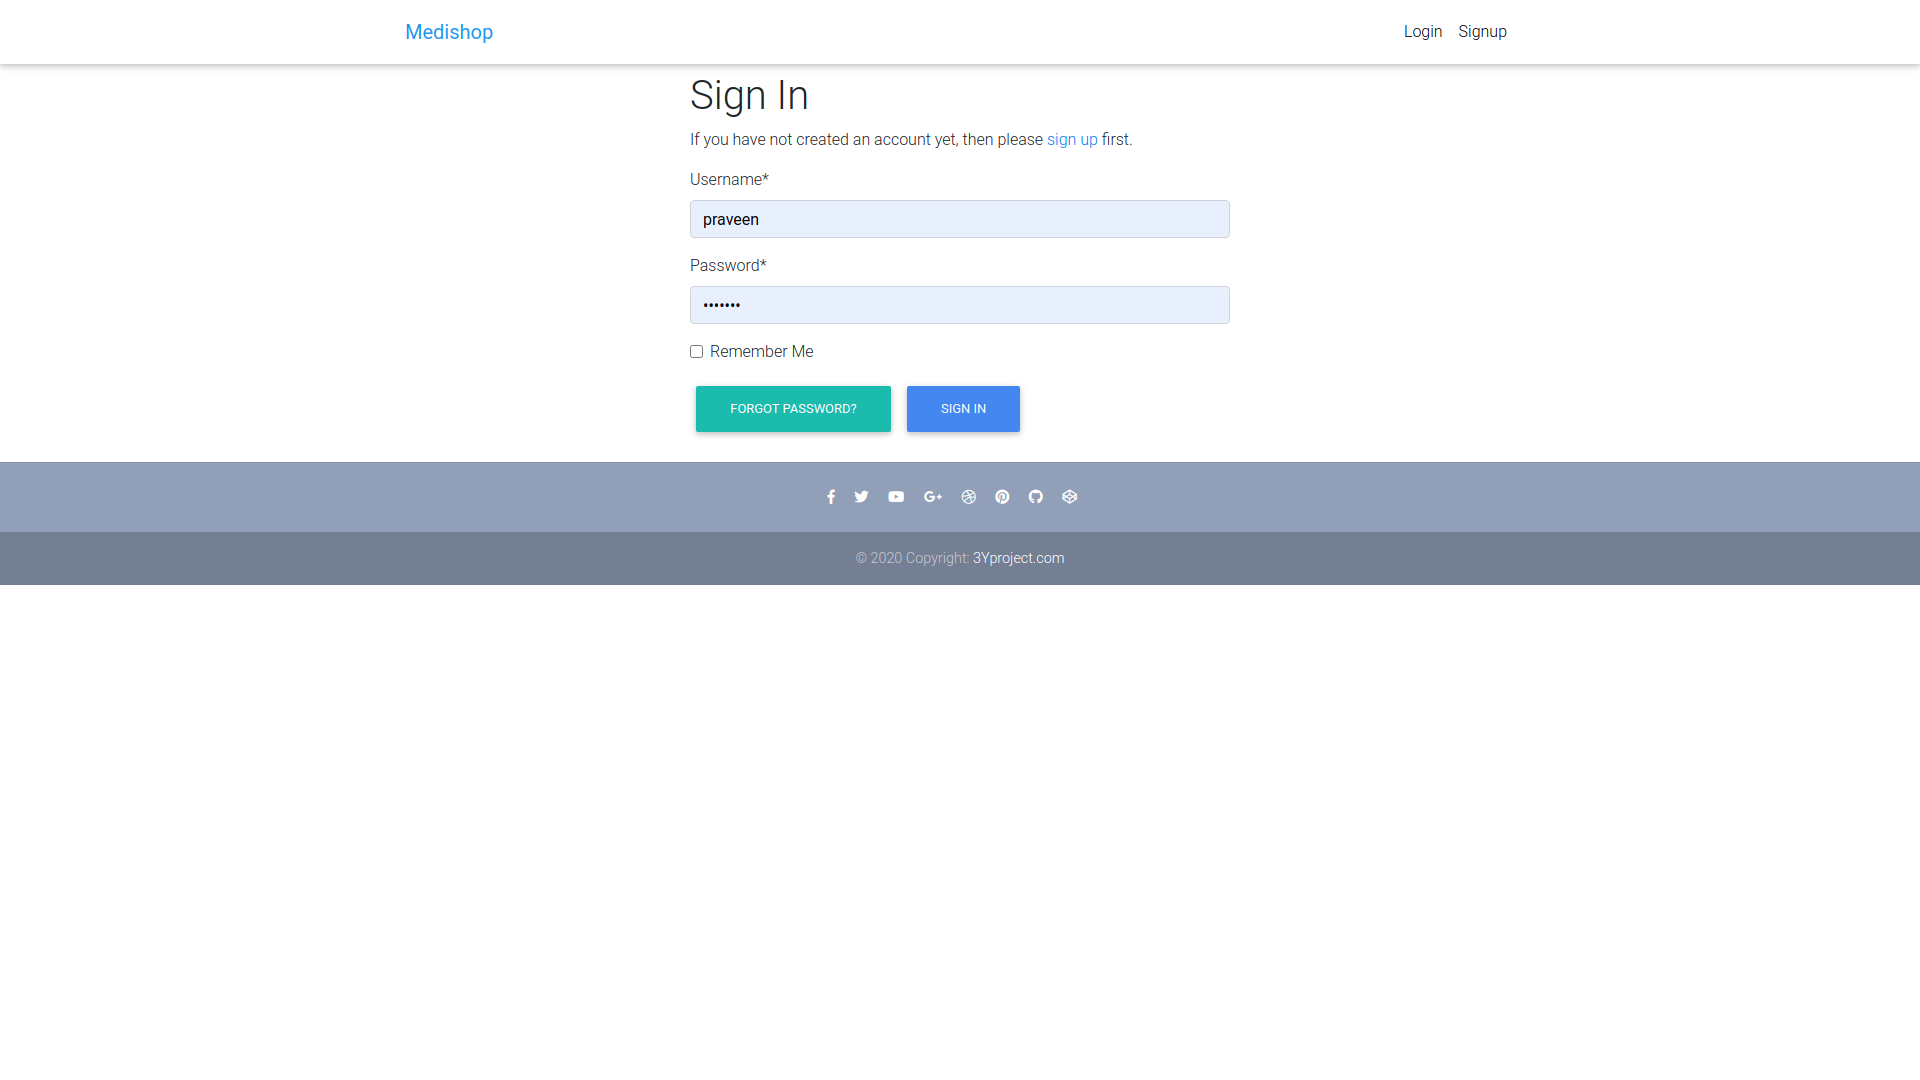 Medishop
Login Signup
Sign In
If you have not created an account yet, then please sign up first.
Username*
praveen
Password*
•••••••
Remember Me
FORGOT PASSWORD? SIGN IN
© 2020 Copyright: 3Yproject.com